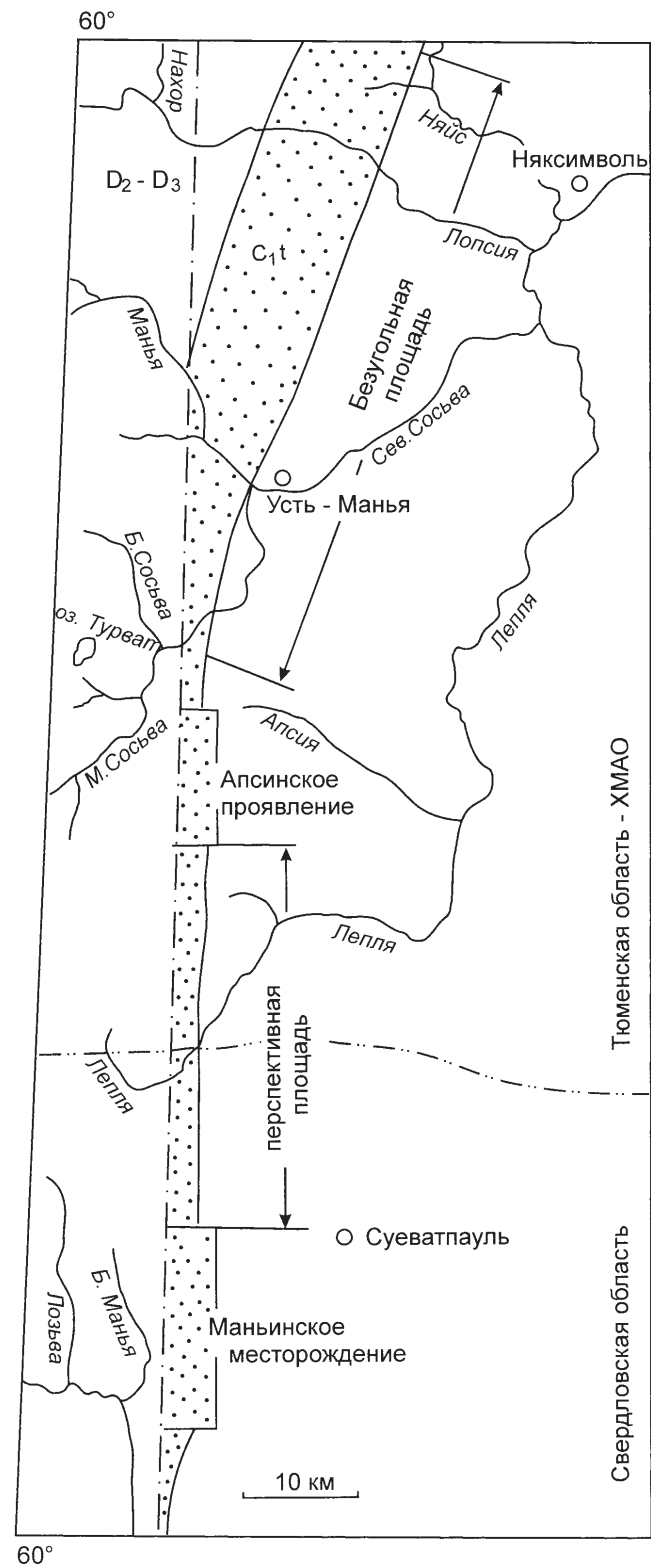 60°
Нахор
Няйс
Няксимволь
D₂ - D₃
Лопсия
C₁t
Безугольная
площадь
Манья
Сев.Сосьва
Усть - Манья
Б.Сосьва
оз. Турват
Лепля
М.Сосьва
Апсия
Апсинское
проявление
Тюменская область - ХМАО
Лепля
перспективная
площадь
Лепля
Суеватпауль
Лозьва
Б. Манья
Маньинское
месторождение
Свердловская область
10 км
60°